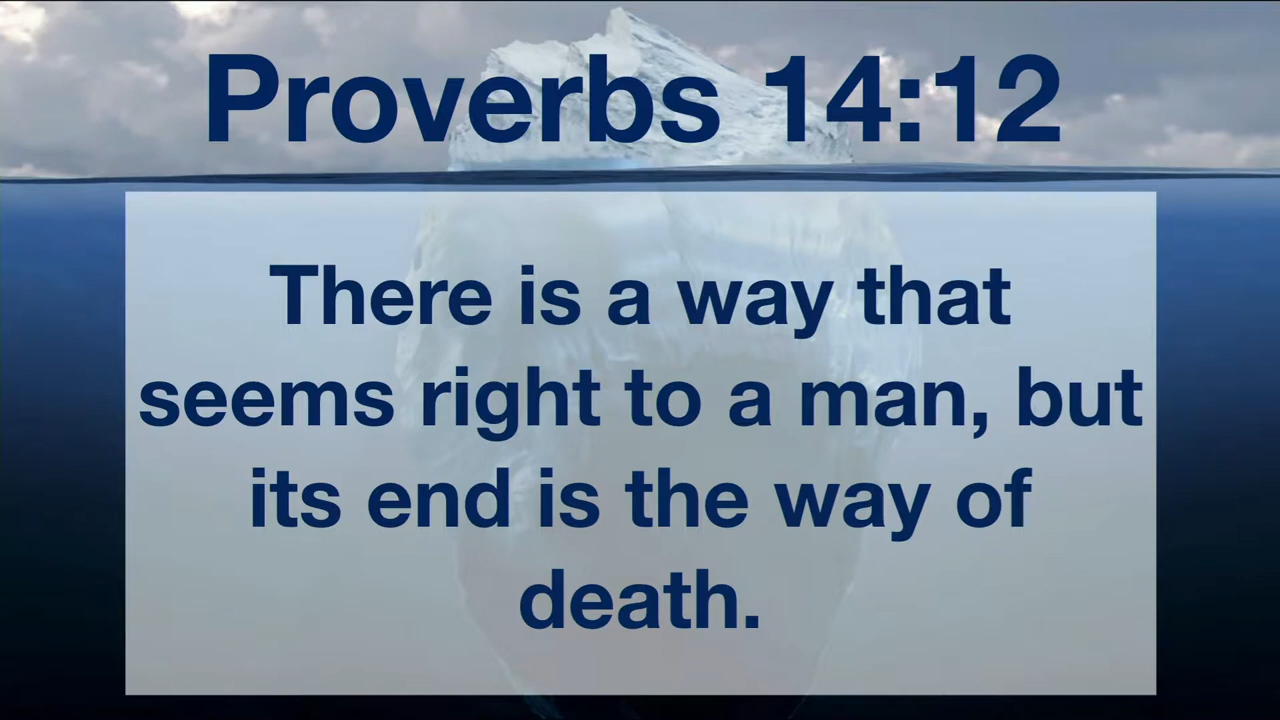 Proverbs 14:12
There is a way that
seems right to a man, but
its end is the way of
death.